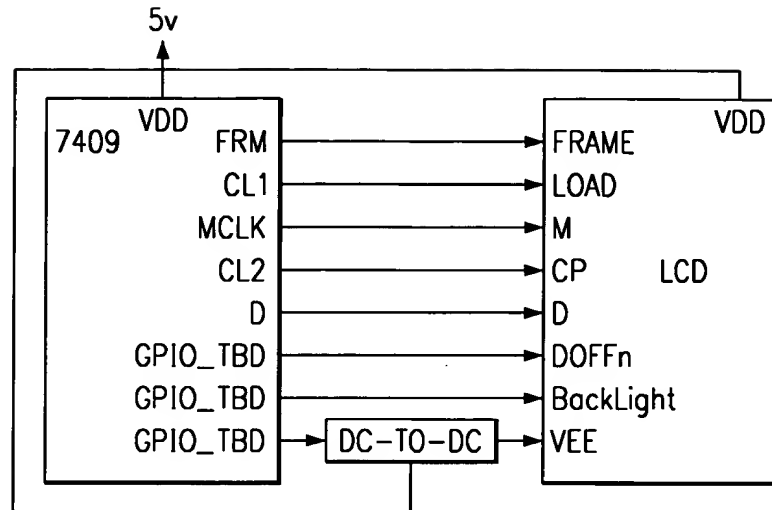 5v
VDD VDD
7409 FRM FRAME
CL1 LOAD
MCLK M
CL2 CP LCD
D D
GPIO_TBD DOFFn
GPIO_TBD BackLight
GPIO_TBD DC-TO-DC VEE